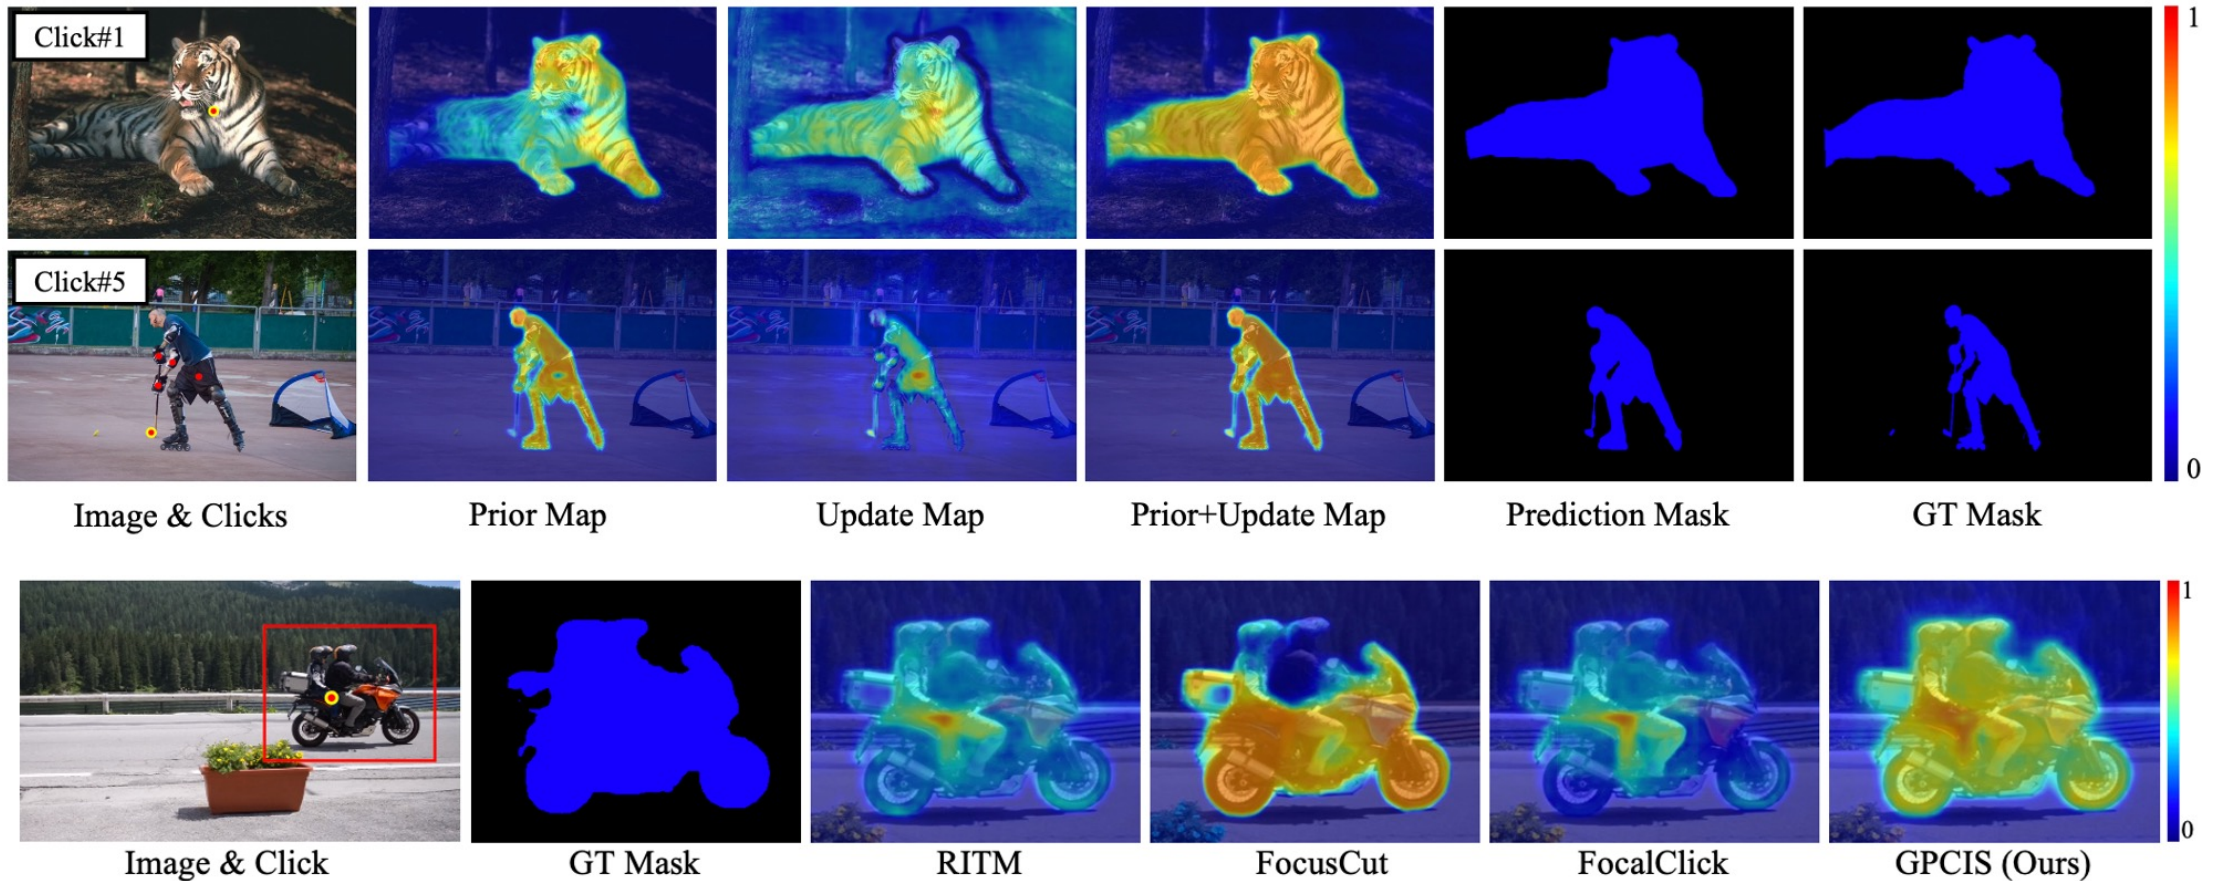 Click#1
1
Click#5
0
Image & Clicks
Prior Map
Update Map
Prior+Update Map
Prediction Mask
GT Mask
1
0
Image & Click
GT Mask
RITM
FocusCut
FocalClick
GPCIS (Ours)